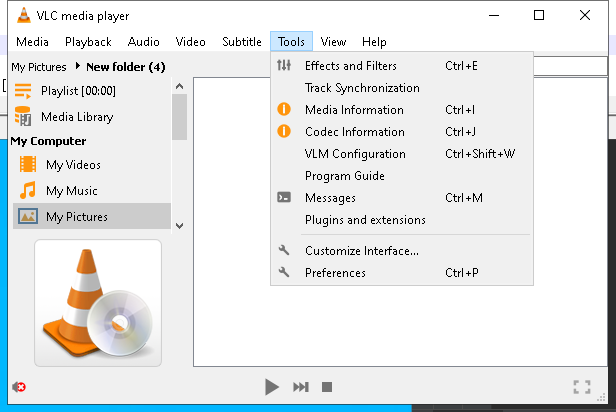 VLC media player
Media Playback Audio Video Subtitle Tools View Help
My Pictures New folder (4)
Playlist [00:00]
Media Library
My Computer
My Videos
My Music
My Pictures
Effects and Filters Ctrl+E
Track Synchronization
Media Information Ctrl+I
Codec Information Ctrl+J
VLM Configuration Ctrl+Shift+W
Program Guide
Messages Ctrl+M
Plugins and extensions
Customize Interface...
Preferences Ctrl+P